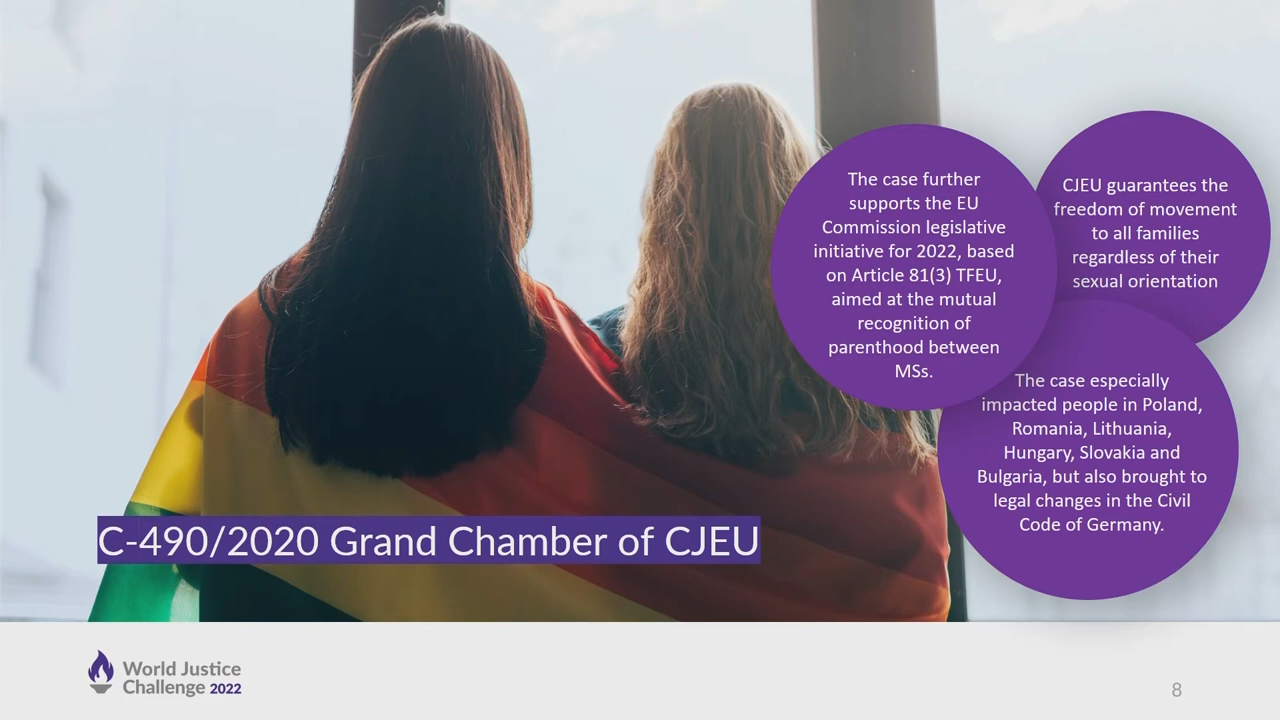 The case further
supports the EU
Commission legislative
initiative for 2022, based
on Article 81(3) TFEU,
aimed at the mutual
recognition of
parenthood between
MSs.
CJEU guarantees the
freedom of movement
to all families
regardless of their
sexual orientation
The case especially
impacted people in Poland,
Romania, Lithuania,
Hungary, Slovakia and
Bulgaria, but also brought to
legal changes in the Civil
Code of Germany.
C-490/2020 Grand Chamber of CJEU
World Justice
Challenge 2022
8